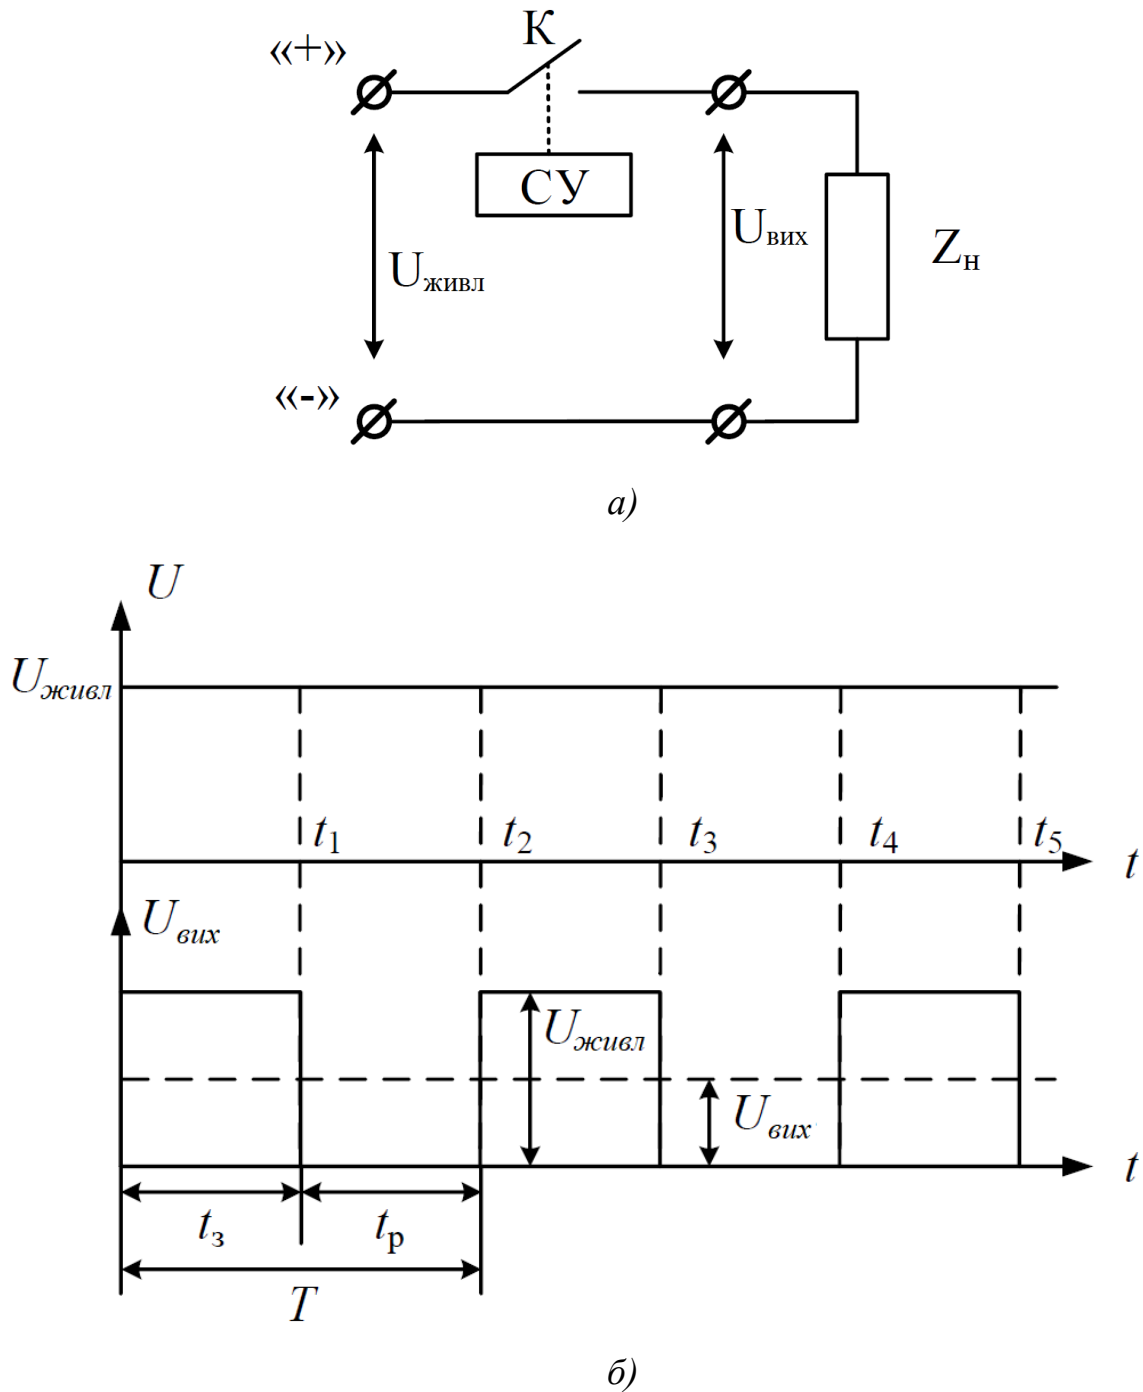 К
«+»
СУ
Uвих
Zн
Uживл
«-»
а)
U
Uживл
t1 t2 t3 t4 t5
t
Uвих
Uживл
Uвих
t
tз tр
T
б)